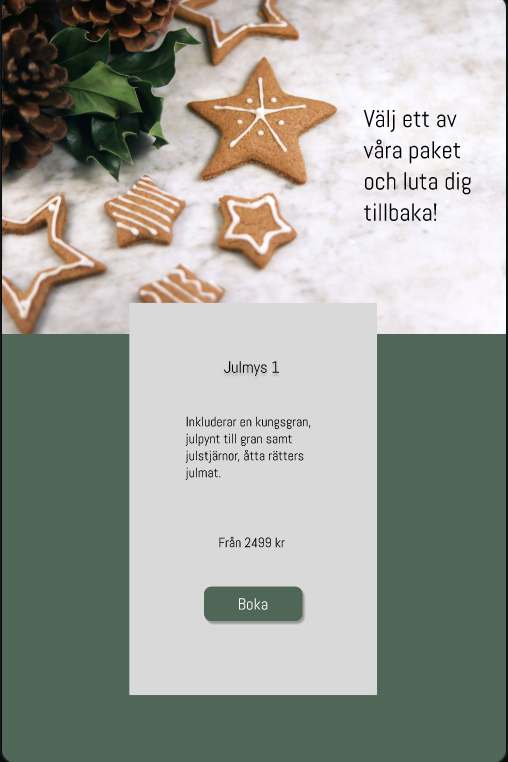 Välj ett av
våra paket
och luta dig
tillbaka!
Julmys 1
Inkluderar en kungsgran,
julpynt till gran samt
julstjärnor, åtta rätters
julmat.
Från 2499 kr
Boka